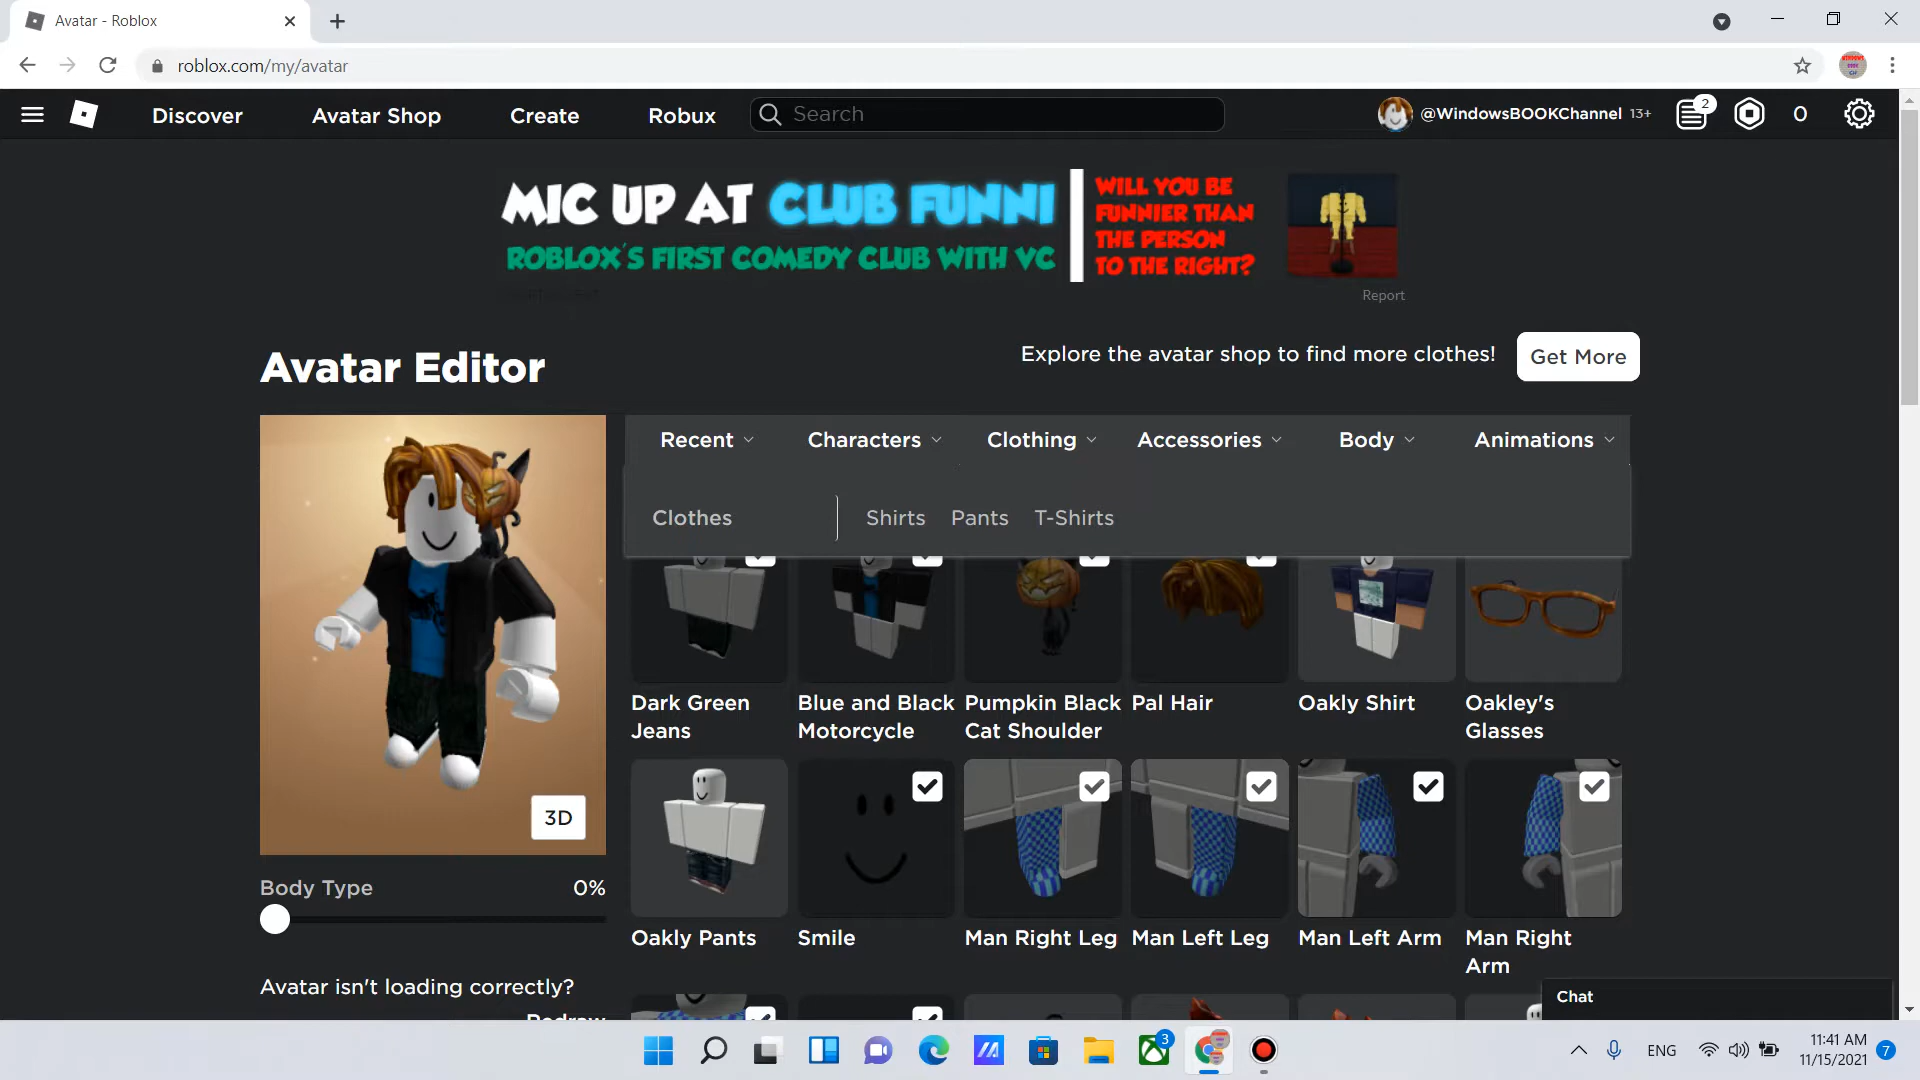 Avatar - Roblox
roblox.com/my/avatar
Discover
Avatar Shop
Create
Robux
Search
@WindowsBOOKChannel 13+
2
0
MIC UP AT CLUB FUNNI
ROBLOX'S FIRST COMEDY CLUB WITH VC
WILL YOU BE
FUNNIER THAN
THE PERSON
TO THE RIGHT?
Report
Avatar Editor
Explore the avatar shop to find more clothes!
Get More
Recent
Characters
Clothing
Accessories
Body
Animations
Clothes
Shirts
Pants
T-Shirts
3D
Body Type
0%
Avatar isn't loading correctly?
Redraw
Dark Green
Jeans
Blue and Black
Motorcycle
Pumpkin Black
Cat Shoulder
Pal Hair
Oakly Shirt
Oakley's
Glasses
Oakly Pants
Smile
Man Right Leg
Man Left Leg
Man Left Arm
Man Right
Arm
Chat
3
ENG
11:41 AM
11/15/2021
7